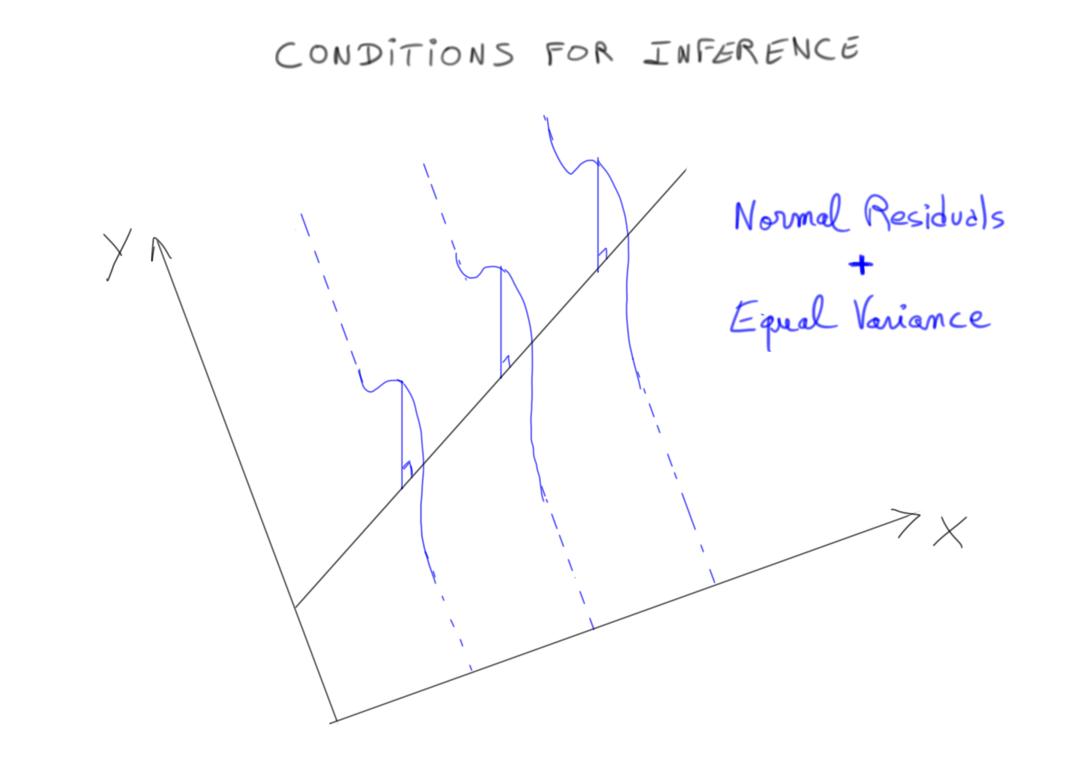 CONDITIONS FOR INFERENCE
Y
Normal Residuals
+
Equal Variance
X